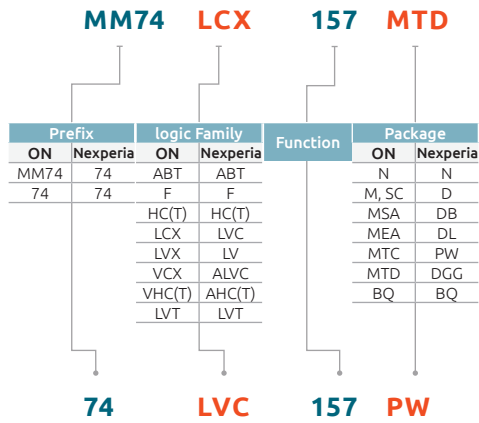 MM74 LCX 157 MTD
Prefix logic Family Function Package
ON Nexperia ON Nexperia ON Nexperia
MM74 74 ABT ABT N N
74 74 F F M, SC D
HC(T) HC(T) MSA DB
LCX LVC MEA DL
LVX LV MTC PW
VCX ALVC MTD DGG
VHC(T) AHC(T) BQ BQ
LVT LVT
74 LVC 157 PW